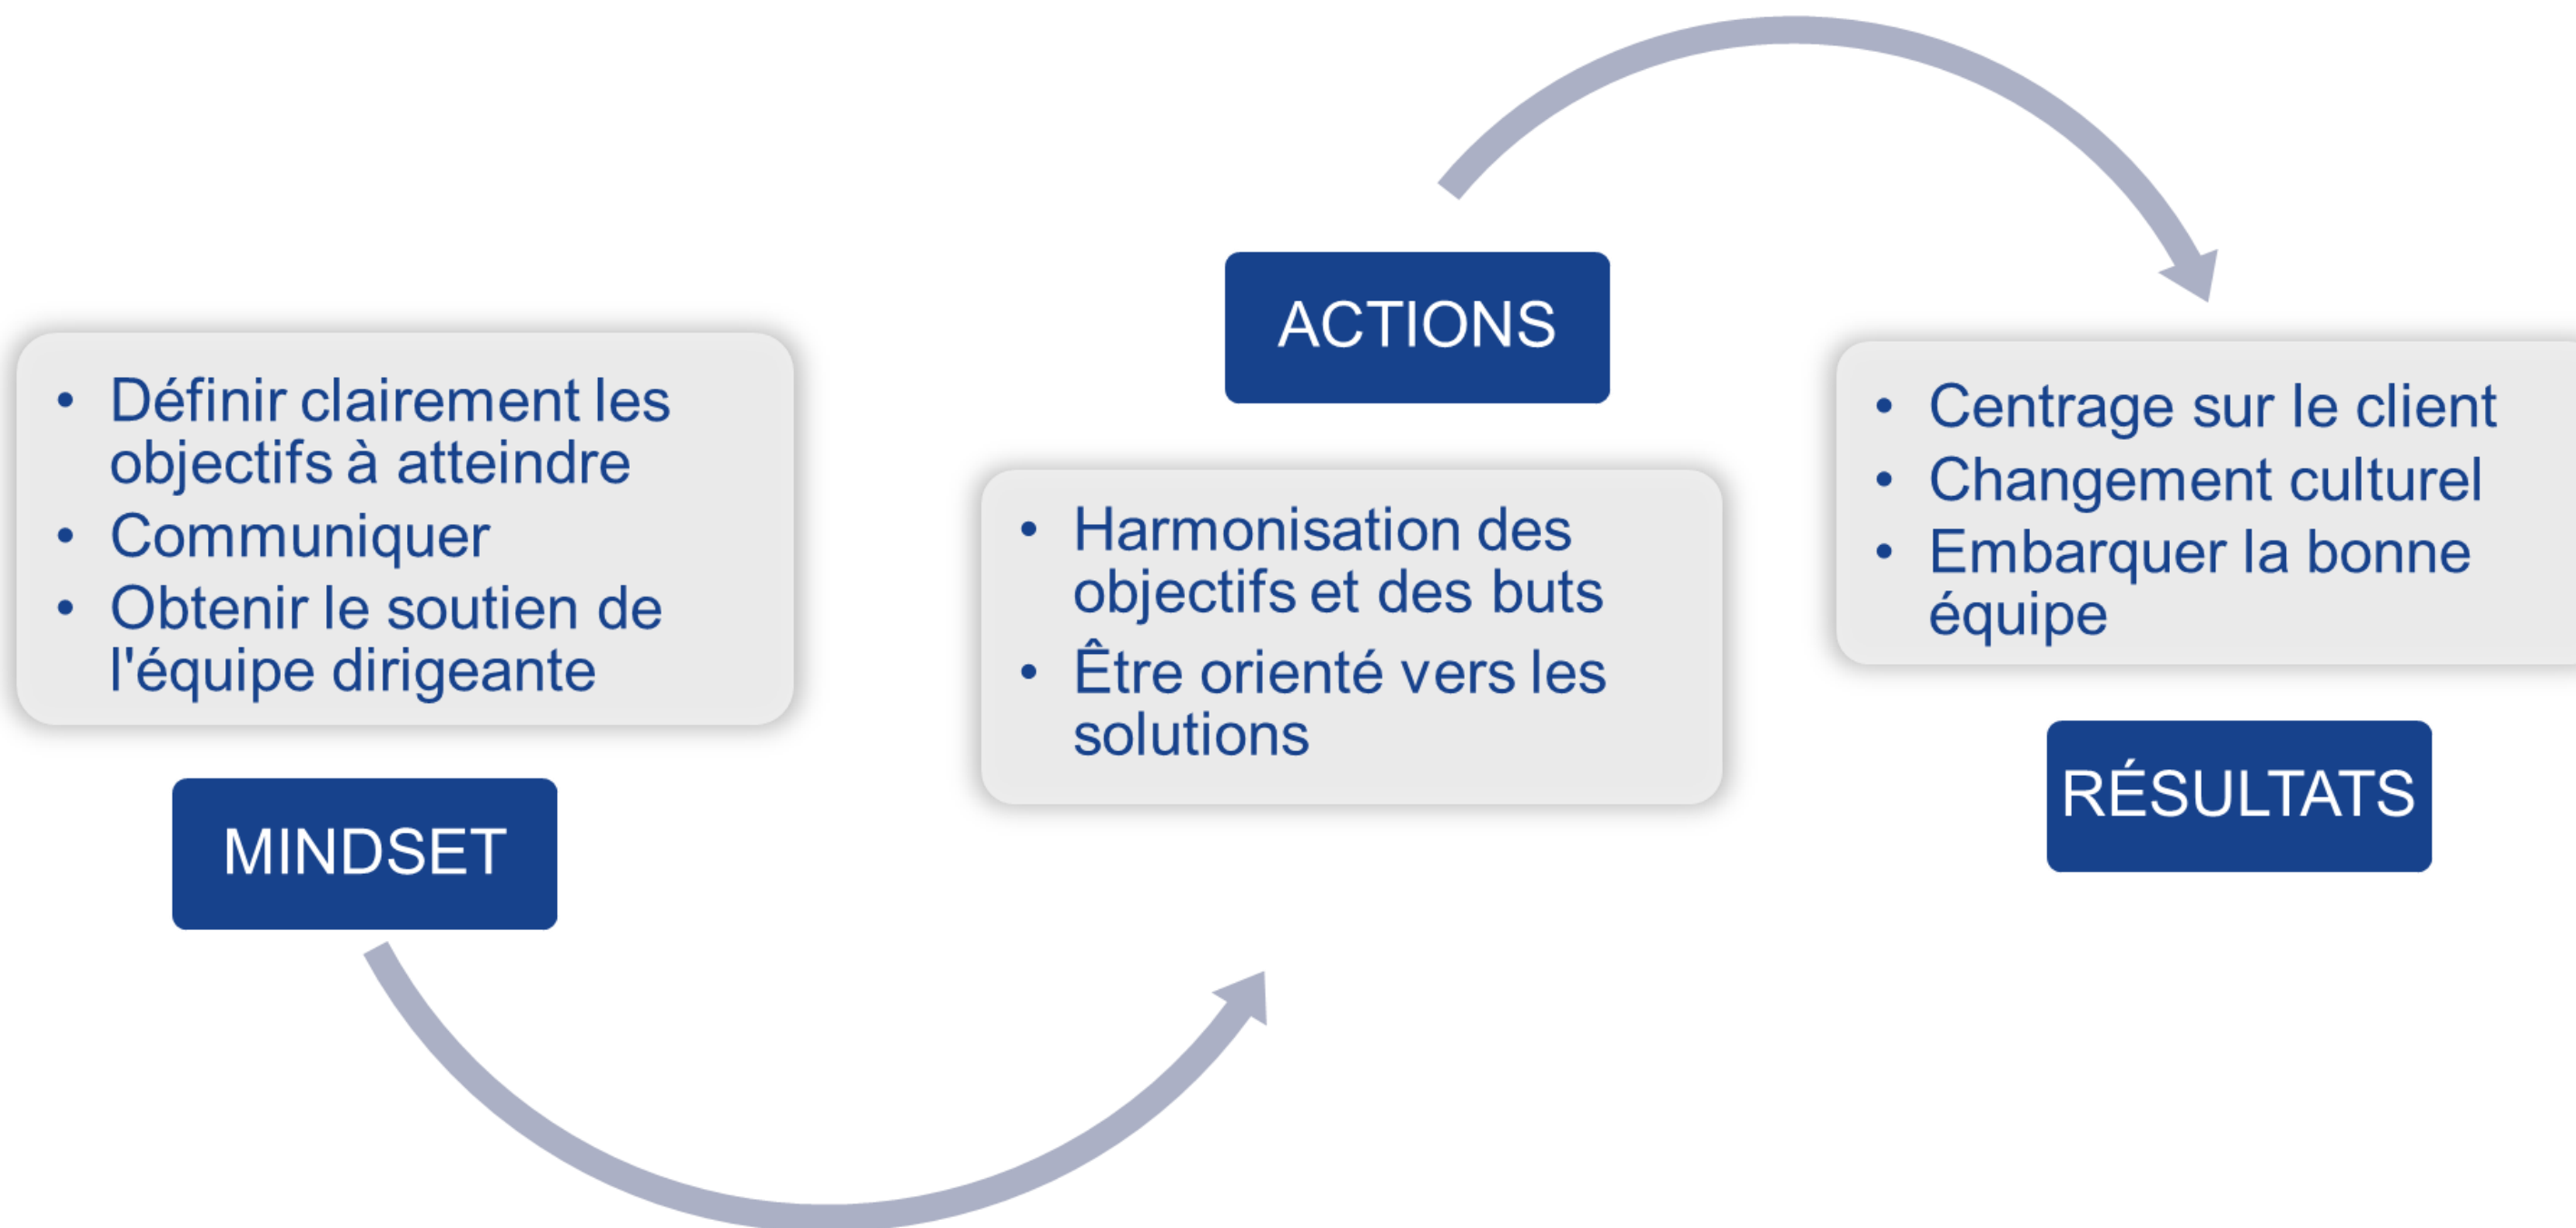 • Définir clairement les
objectifs à atteindre
• Communiquer
• Obtenir le soutien de
l'équipe dirigeante
MINDSET
ACTIONS
• Harmonisation des
objectifs et des buts
• Être orienté vers les
solutions
• Centrage sur le client
• Changement culturel
• Embarquer la bonne
équipe
RÉSULTATS